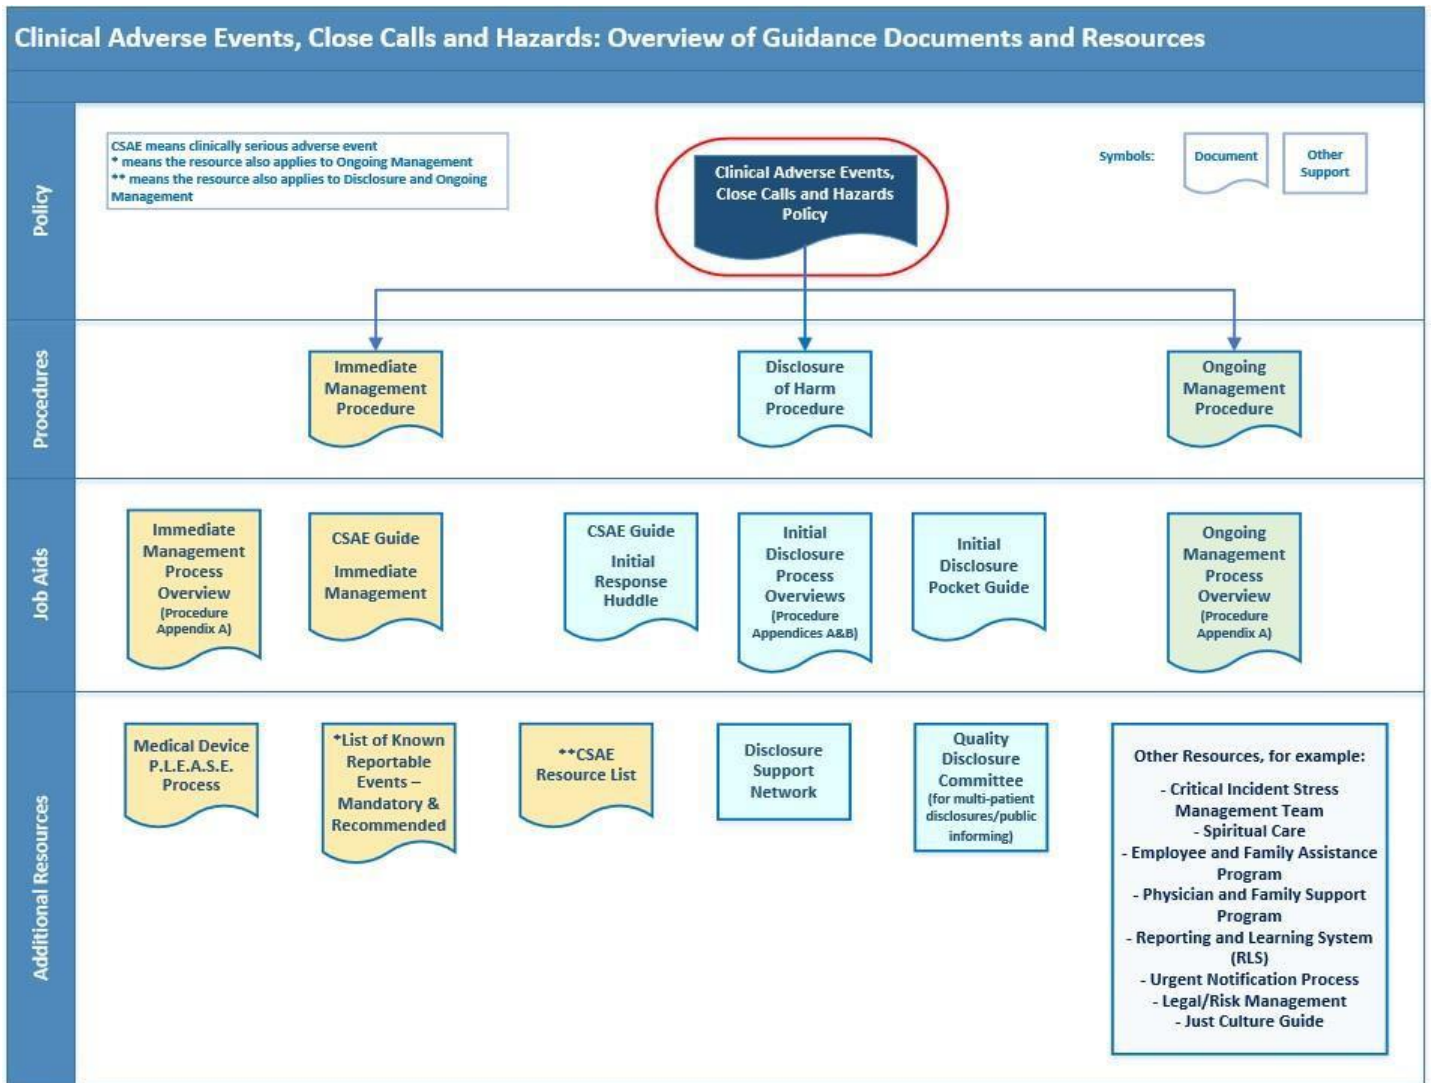 Clinical Adverse Events, Close Calls and Hazards: Overview of Guidance Documents and Resources
Policy
CSAE means clinically serious adverse event
* means the resource also applies to Ongoing Management
** means the resource also applies to Disclosure and Ongoing
Management
Clinical Adverse Events,
Close Calls and Hazards
Policy
Symbols:
Document
Other
Support
Procedures
Immediate
Management
Procedure
Disclosure
of Harm
Procedure
Ongoing
Management
Procedure
Job Aids
Immediate
Management
Process
Overview
(Procedure
Appendix A)
CSAE Guide
Immediate
Management
CSAE Guide
Initial
Response
Huddle
Initial
Disclosure
Process
Overviews
(Procedure
Appendices A&B)
Initial
Disclosure
Pocket Guide
Ongoing
Management
Process
Overview
(Procedure
Appendix A)
Additional Resources
Medical Device
P.L.E.A.S.E.
Process
*List of Known
Reportable
Events –
Mandatory &
Recommended
**CSAE
Resource List
Disclosure
Support
Network
Quality
Disclosure
Committee
(for multi-patient
disclosures/public
informing)
Other Resources, for example:
- Critical Incident Stress
Management Team
- Spiritual Care
- Employee and Family Assistance
Program
- Physician and Family Support
Program
- Reporting and Learning System
(RLS)
- Urgent Notification Process
- Legal/Risk Management
- Just Culture Guide